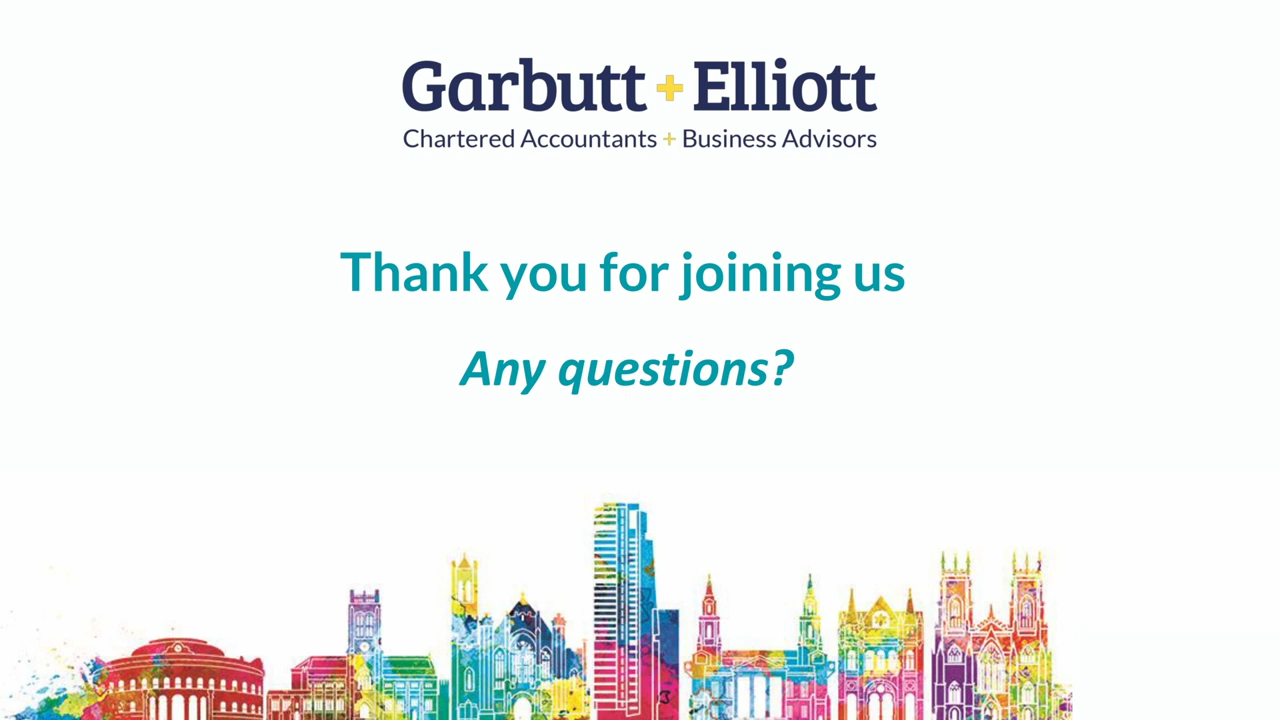 Garbutt + Elliott
Chartered Accountants + Business Advisors
Thank you for joining us
Any questions?